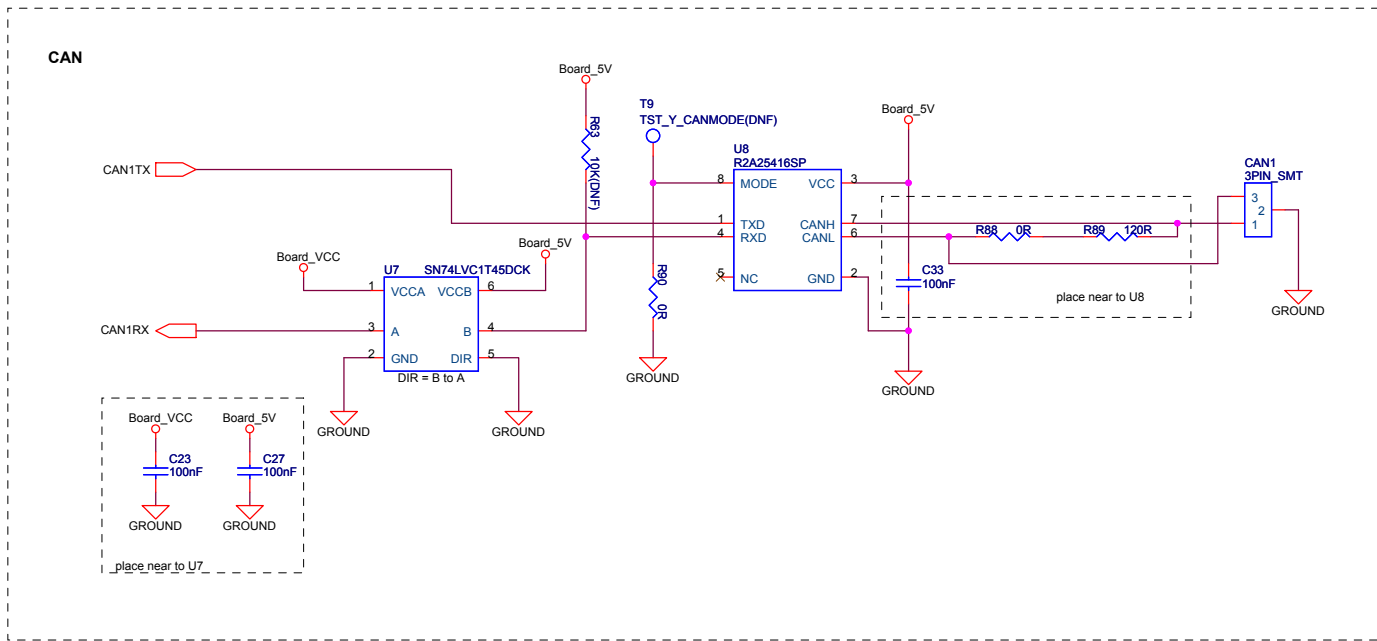 CAN
Board_5V
T9
TST_Y_CANMODE(DNF)
Board_5V
R63
10K(DNF)
U8
R2A25416SP
CAN1
3PIN_SMT
CAN1TX
8 MODE VCC 3
1 TXD CANH 7
4 RXD CANL 6
5 NC GND 2
R88 0R
R89 120R
3
2
1
Board_5V
Board_VCC
U7 SN74LVC1T45DCK
1 VCCA VCCB 6
CAN1RX
3 A B 4
2 GND DIR 5
DIR = B to A
R90
0R
C33
100nF
place near to U8
GROUND
GROUND
GROUND
GROUND
GROUND
Board_VCC
Board_5V
C23
100nF
C27
100nF
GROUND
GROUND
place near to U7